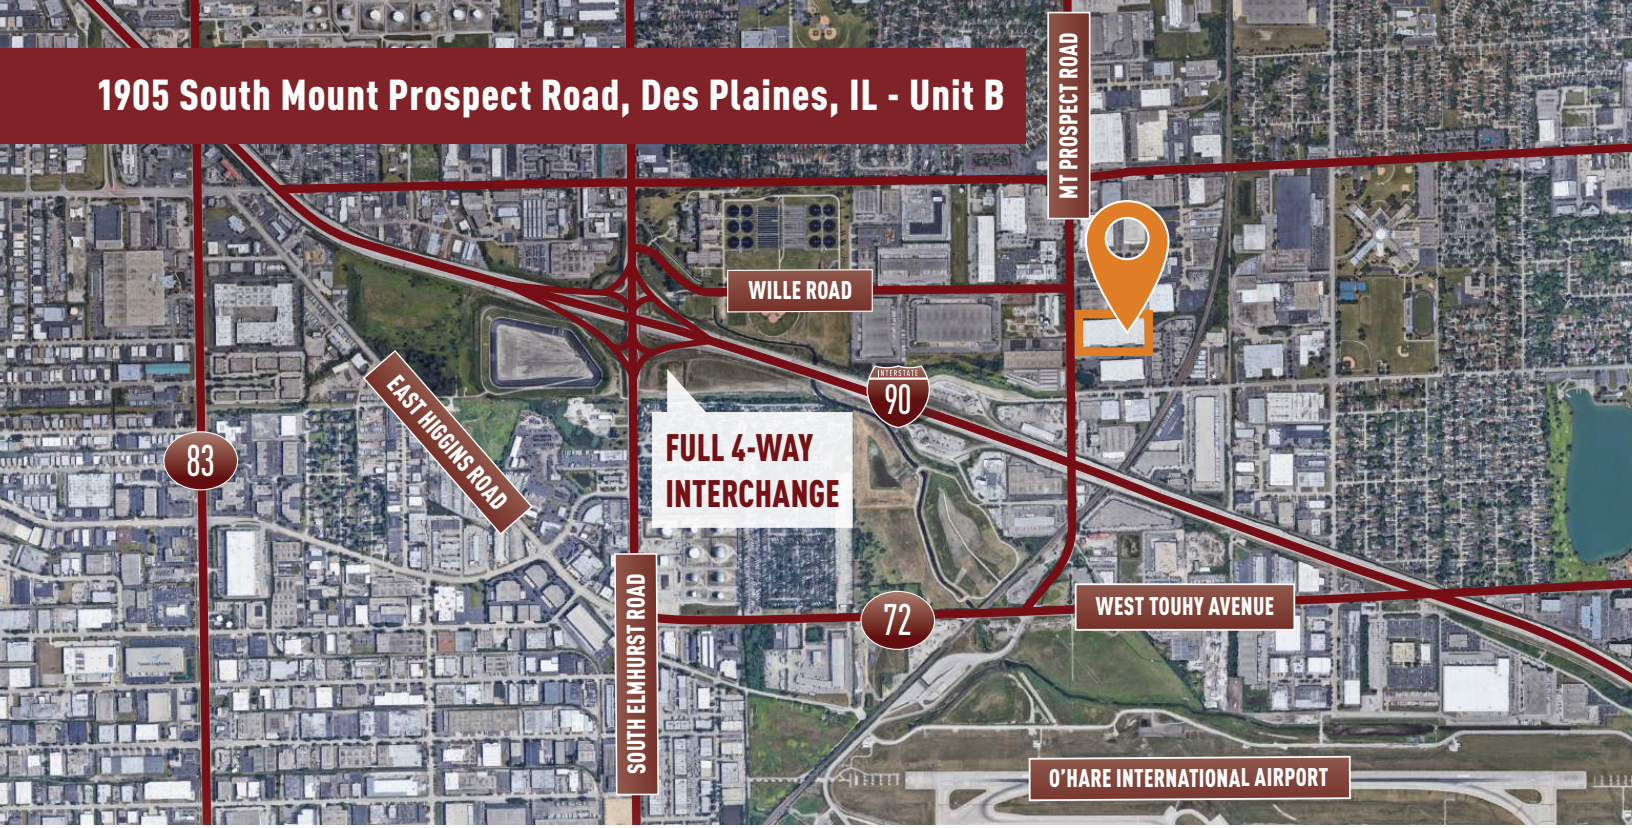 1905 South Mount Prospect Road, Des Plaines, IL - Unit B
MT PROSPECT ROAD
WILLE ROAD
INTERSTATE
90
EAST HIGGINS ROAD
FULL 4-WAY
INTERCHANGE
83
SOUTH ELMHURST ROAD
72
WEST TOUHY AVENUE
O'HARE INTERNATIONAL AIRPORT